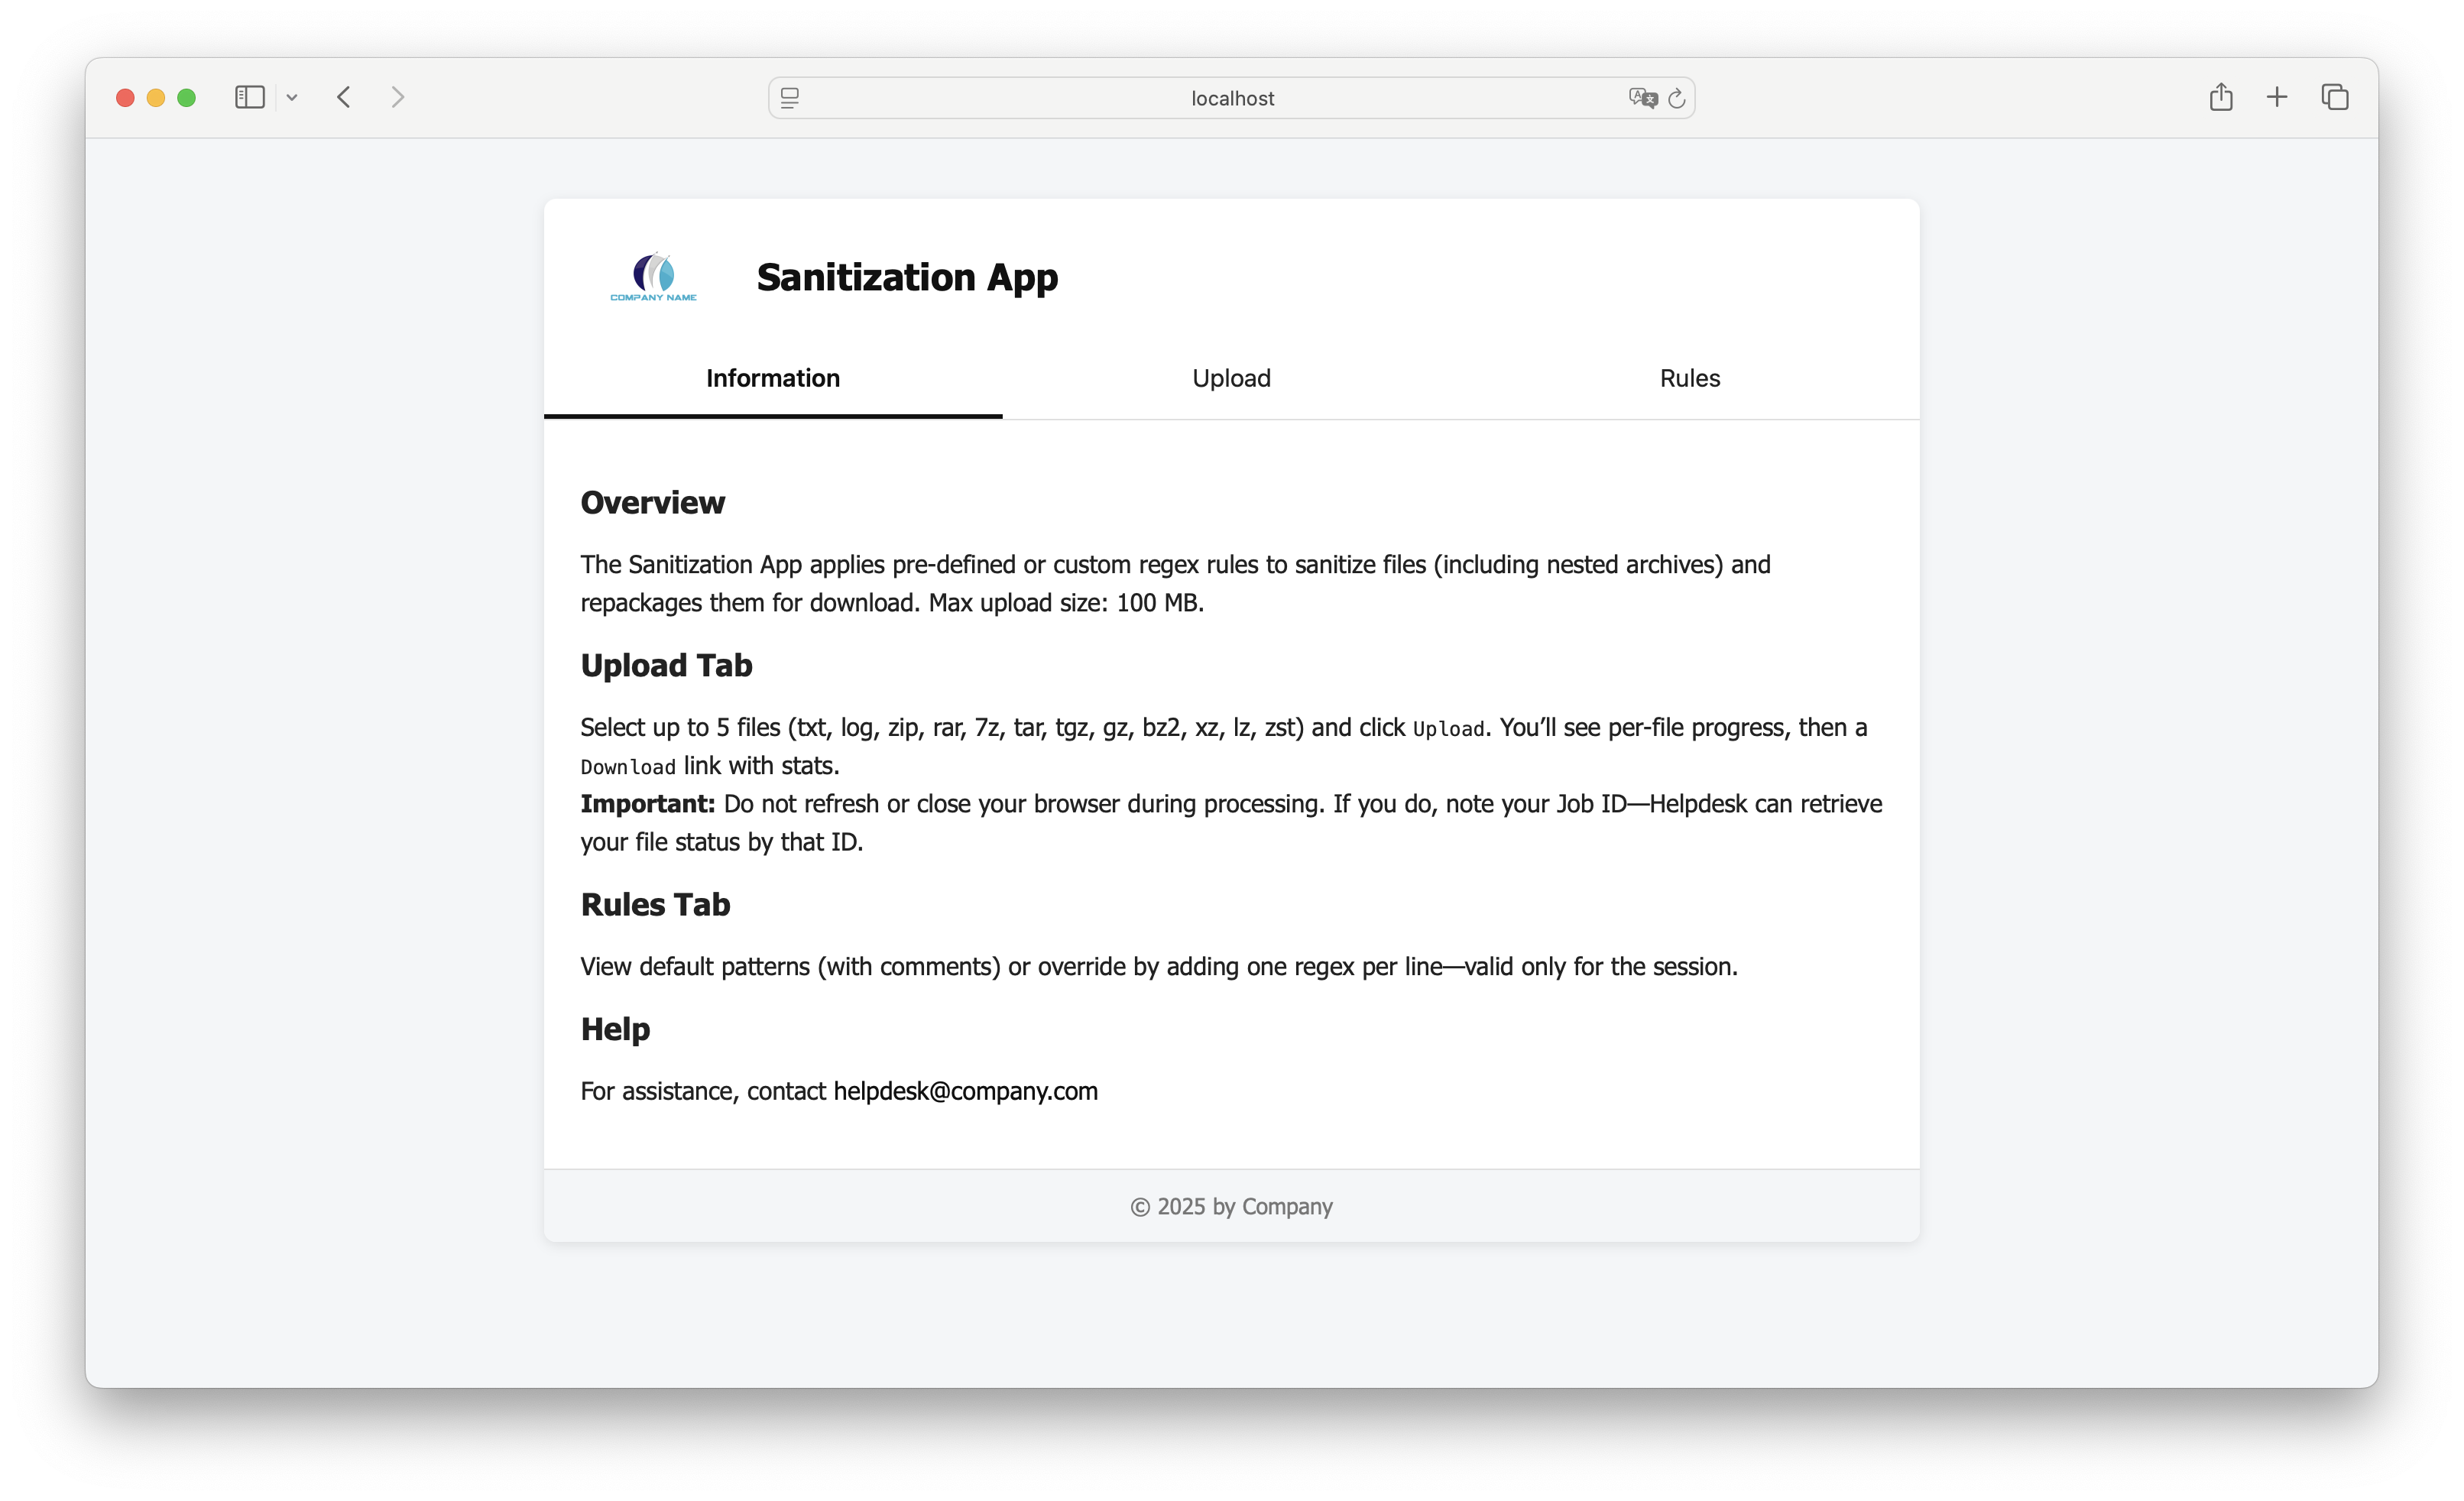 localhost
COMPANY NAME
Sanitization App
Information
Upload
Rules
Overview
The Sanitization App applies pre-defined or custom regex rules to sanitize files (including nested archives) and
repackages them for download. Max upload size: 100 MB.
Upload Tab
Select up to 5 files (txt, log, zip, rar, 7z, tar, tgz, gz, bz2, xz, lz, zst) and click Upload. You’ll see per-file progress, then a
Download link with stats.
Important: Do not refresh or close your browser during processing. If you do, note your Job ID—Helpdesk can retrieve
your file status by that ID.
Rules Tab
View default patterns (with comments) or override by adding one regex per line—valid only for the session.
Help
For assistance, contact helpdesk@company.com
© 2025 by Company